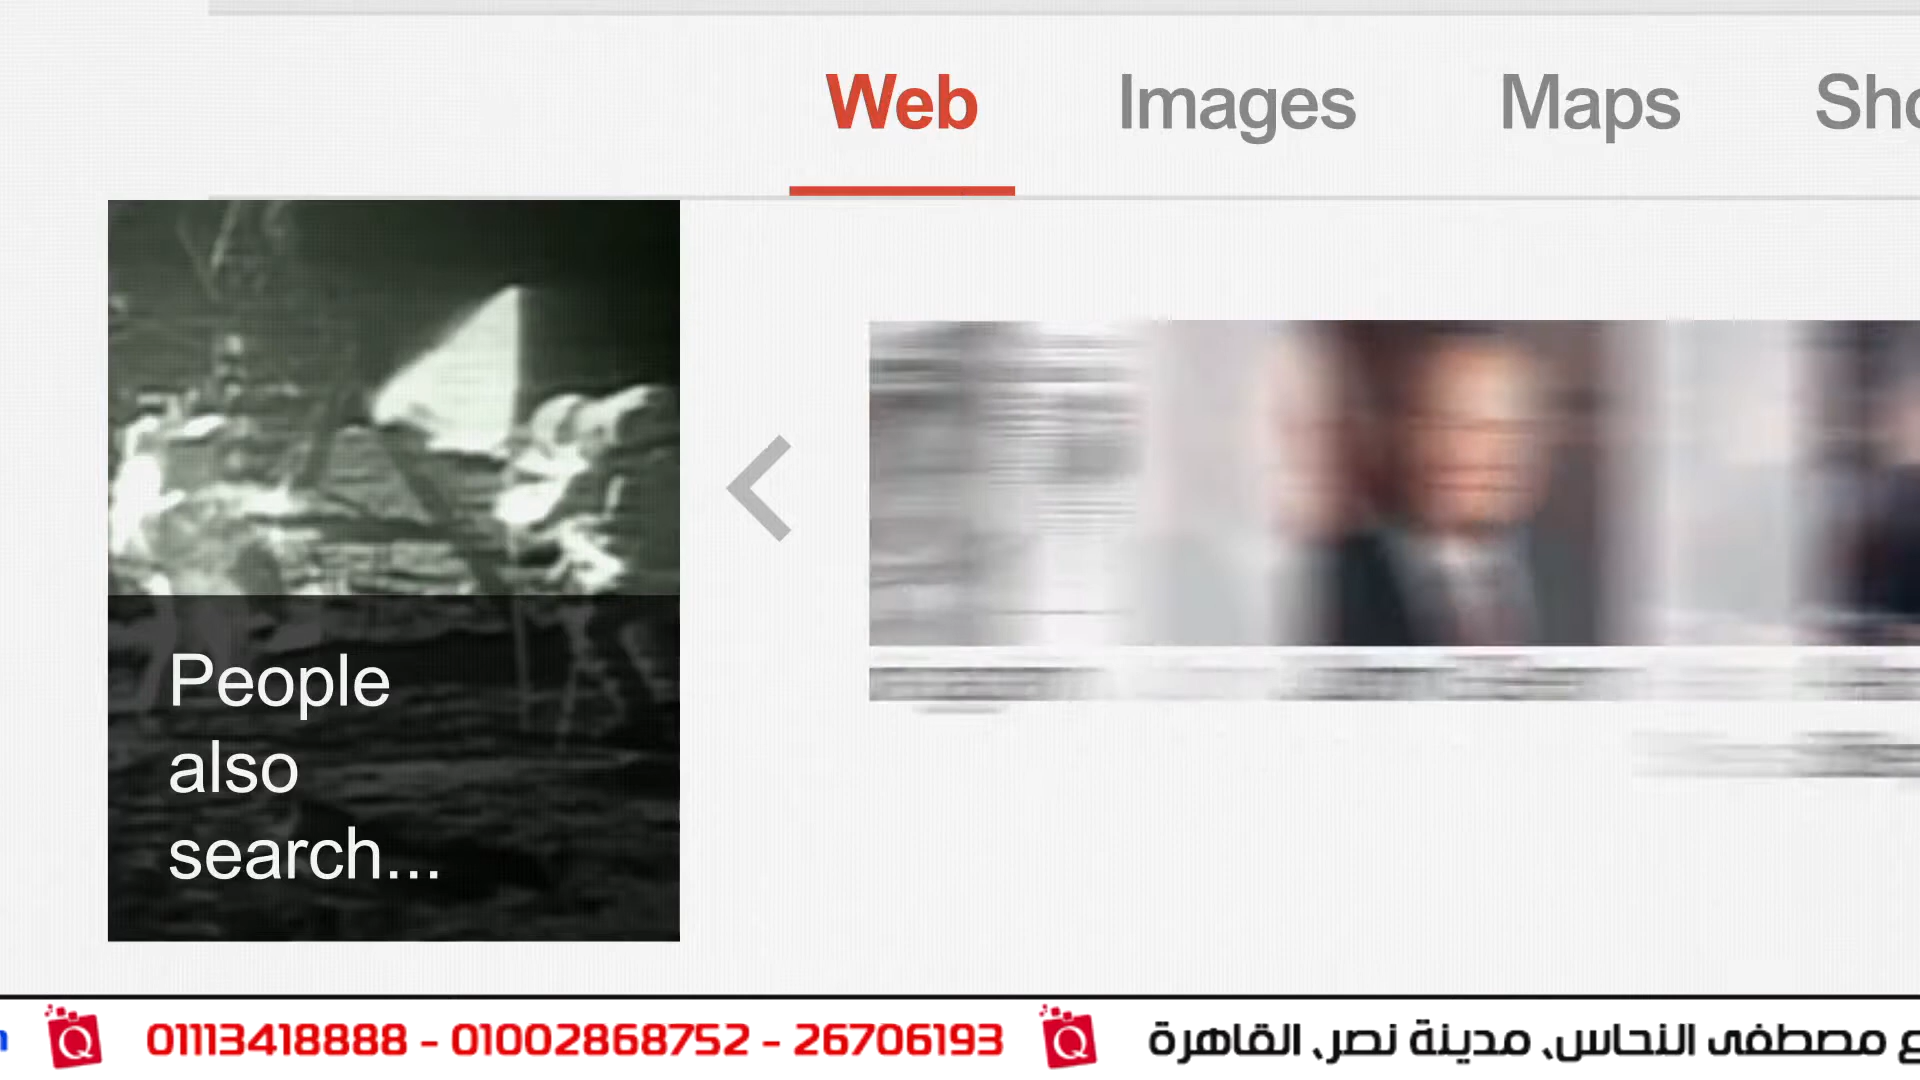 Web Images Maps
People
also
search...
01113418888 - 01002868752 - 26706193
مصطفى النحاس، مدينة نصر، القاهرة